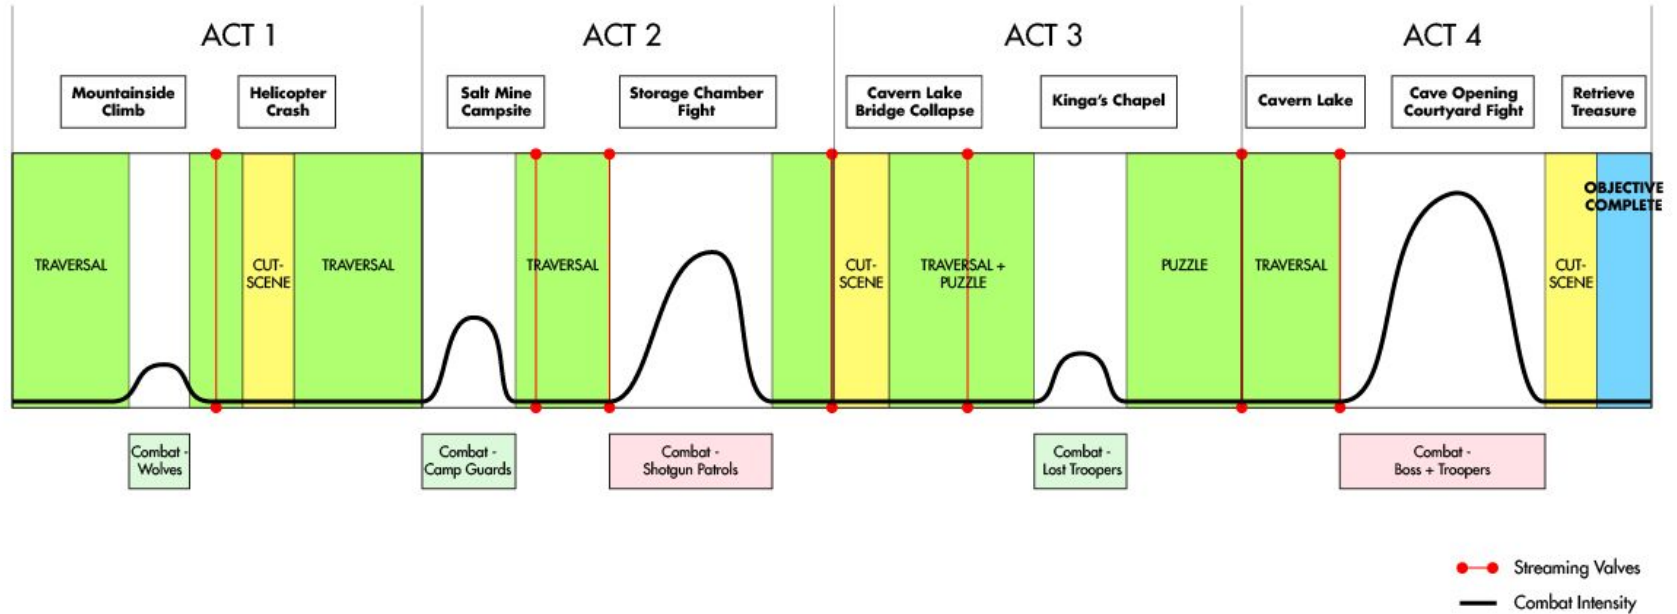 ACT 1
ACT 2
ACT 3
ACT 4
Mountainside
Climb
Helicopter
Crash
Salt Mine
Campsite
Storage Chamber
Fight
Cavern Lake
Bridge Collapse
Kinga's Chapel
Cavern Lake
Cave Opening
Courtyard Fight
Retrieve
Treasure
TRAVERSAL
CUT-
SCENE
TRAVERSAL
TRAVERSAL
CUT-
SCENE
TRAVERSAL +
PUZZLE
PUZZLE
TRAVERSAL
CUT-
SCENE
OBJECTIVE
COMPLETE
Combat -
Wolves
Combat -
Camp Guards
Combat -
Shotgun Patrols
Combat -
Lost Troopers
Combat -
Boss + Troopers
Streaming Valves
Combat Intensity